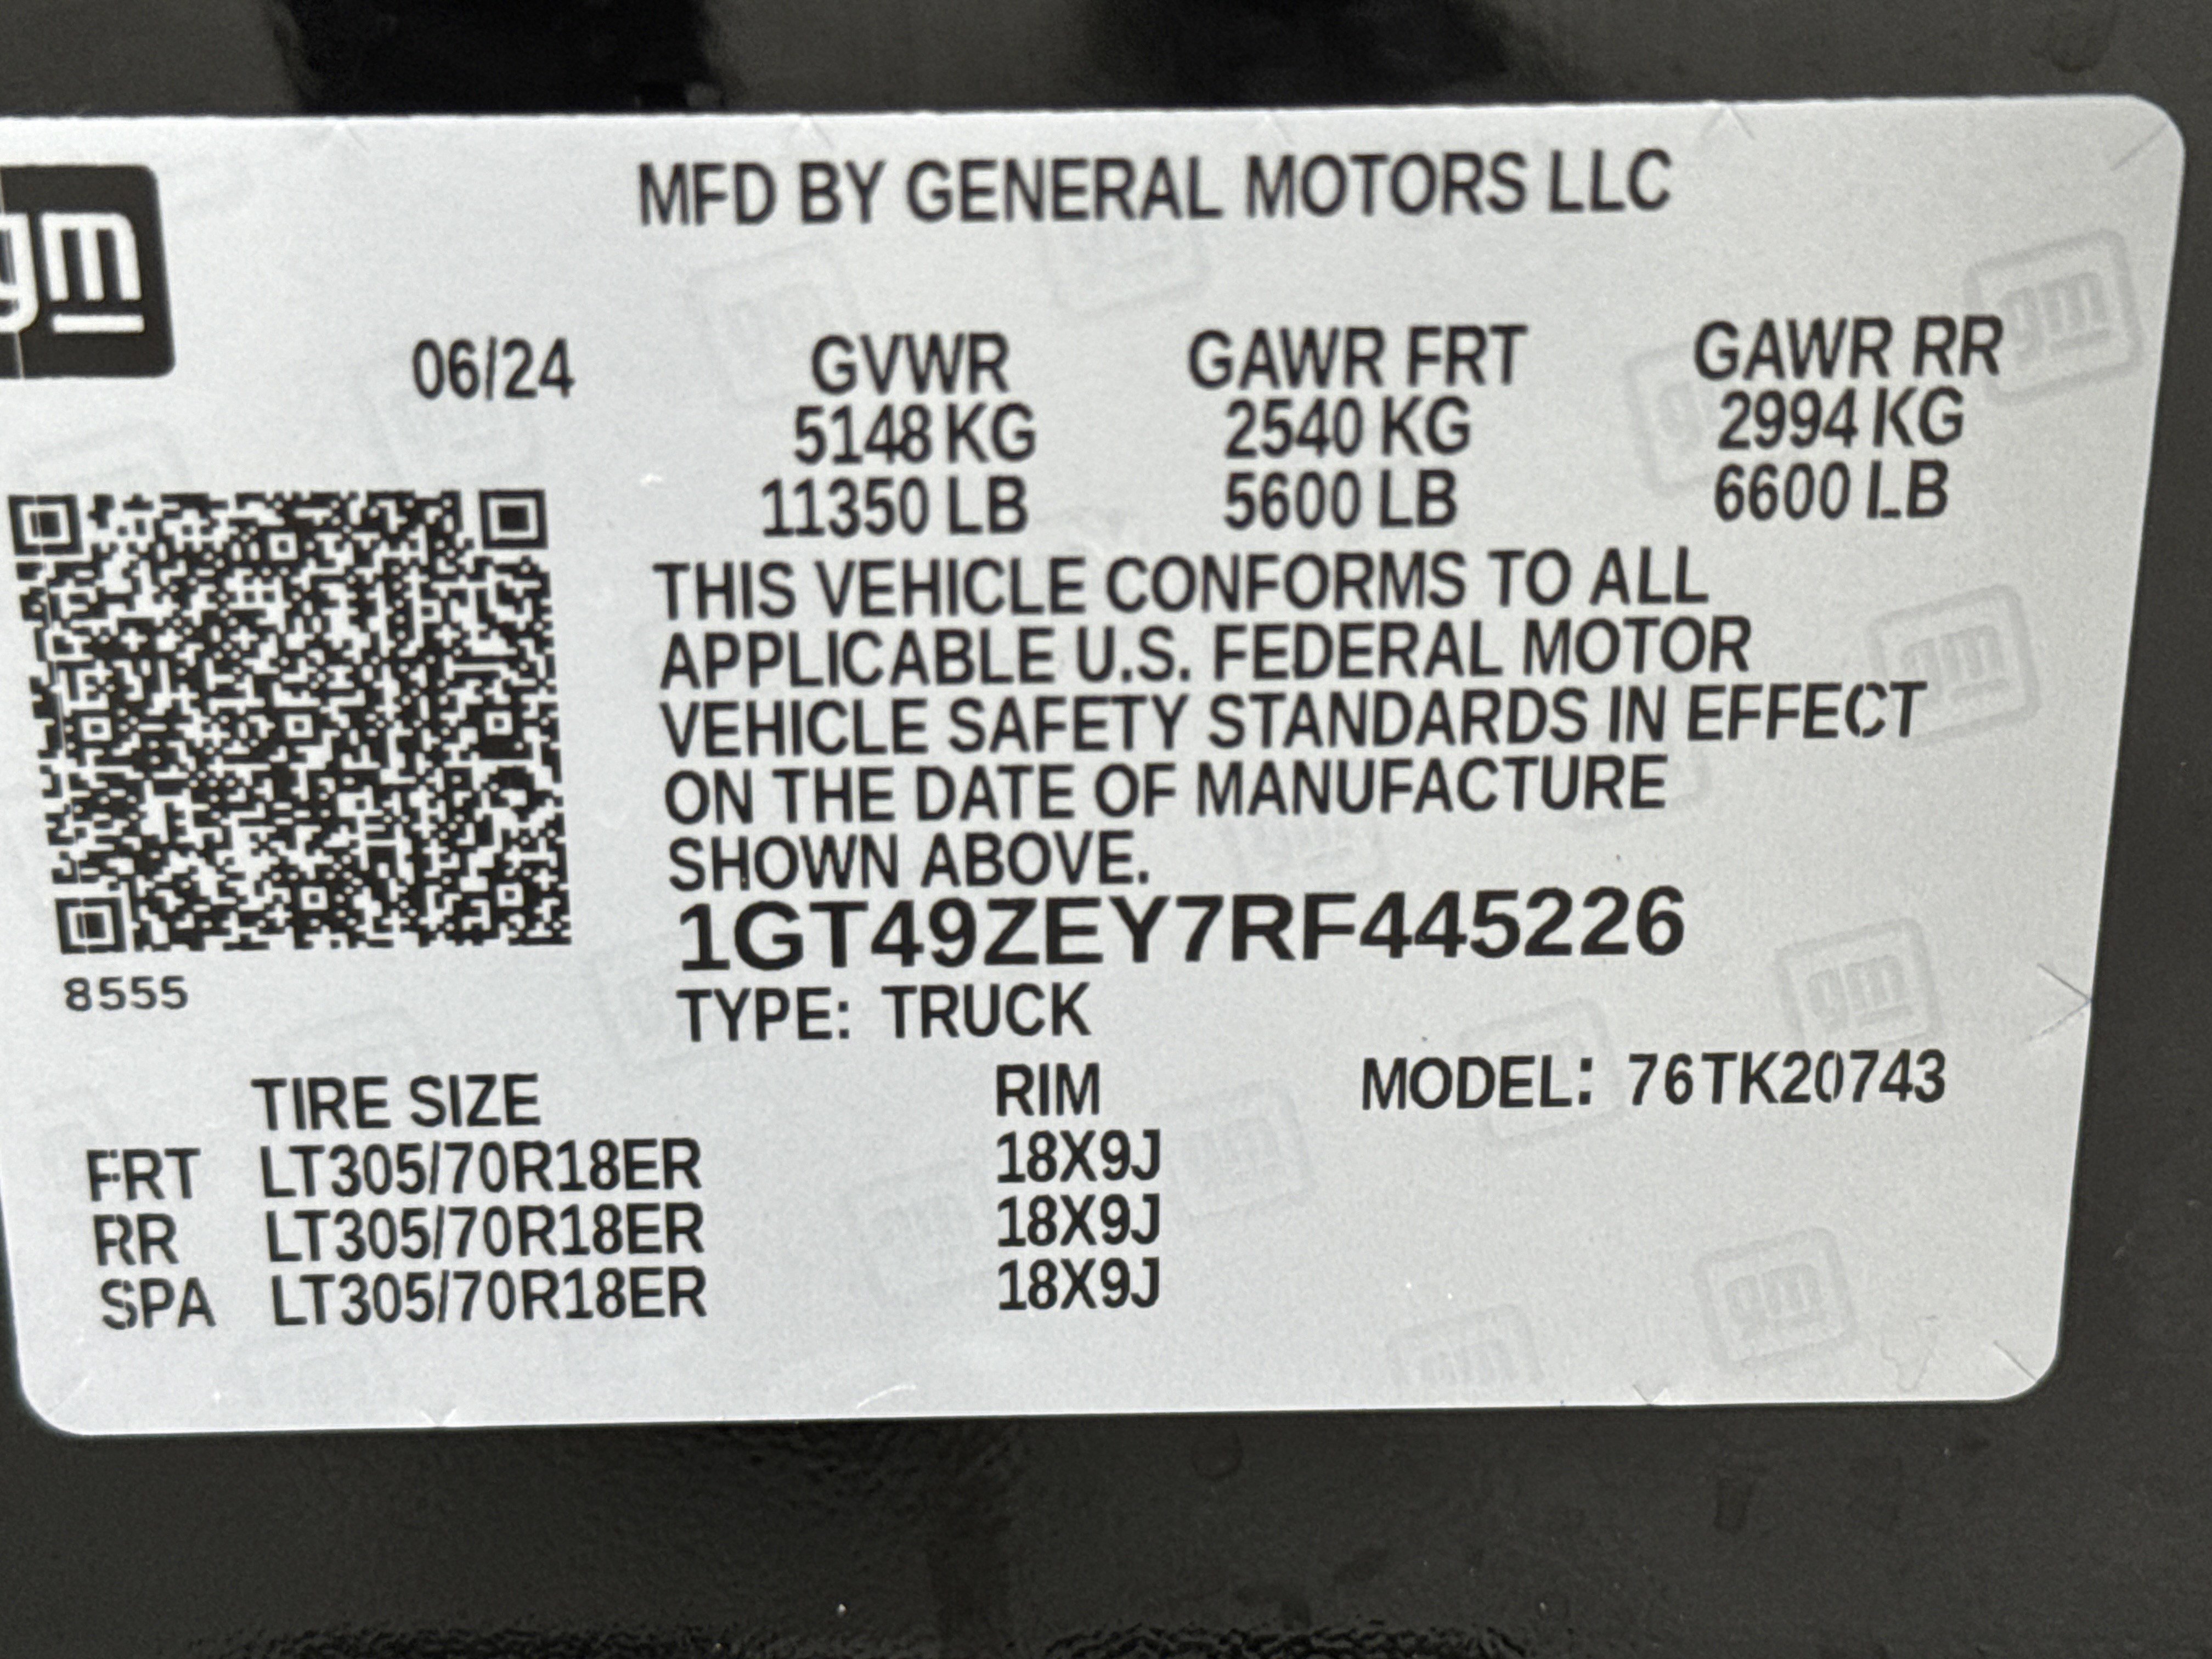 MFD BY GENERAL MOTORS LLC
gm
06/24 GVWR GAWR FRT GAWR RR
5148 KG 2540 KG 2994 KG
11350 LB 5600 LB 6600 LB
THIS VEHICLE CONFORMS TO ALL
APPLICABLE U.S. FEDERAL MOTOR
VEHICLE SAFETY STANDARDS IN EFFECT
ON THE DATE OF MANUFACTURE
SHOWN ABOVE.
1GT49ZEY7RF445226
8555
TYPE: TRUCK
TIRE SIZE RIM MODEL: 76TK20743
FRT LT305/70R18ER 18X9J
RR LT305/70R18ER 18X9J
SPA LT305/70R18ER 18X9J